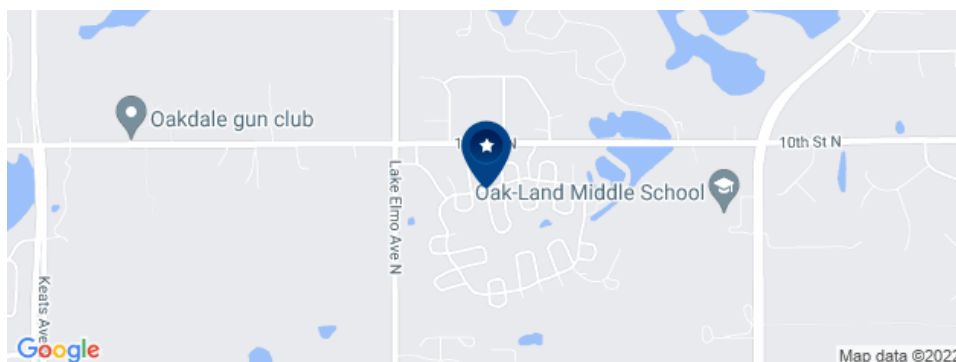 Oakdale gun club
10th St N
Oak-Land Middle School
Lake Elmo Ave N
Keats Ave
Google
Map data ©2022